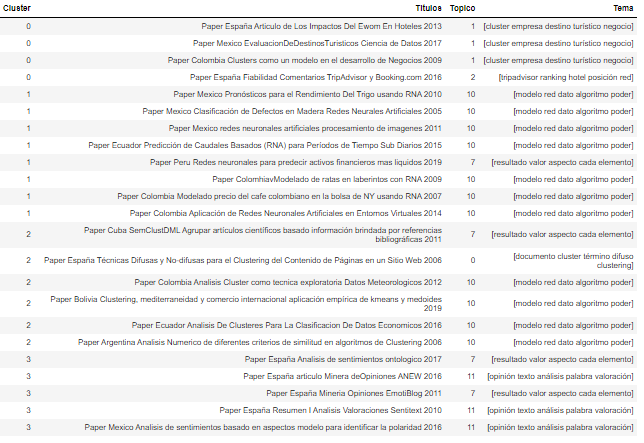 Cluster Titulos Topico Tema
0 Paper España Articulo de Los Impactos Del Ewom En Hoteles 2013 1 [cluster empresa destino turístico negocio]
0 Paper Mexico EvaluacionDeDestinosTuristicos Ciencia de Datos 2017 1 [cluster empresa destino turístico negocio]
0 Paper Colombia Clusters como un modelo en el desarrollo de Negocios 2009 1 [cluster empresa destino turístico negocio]
0 Paper España Fiabilidad Comentarios TripAdvisor y Booking.com 2016 2 [tripadvisor ranking hotel posición red]
1 Paper Mexico Pronósticos para el Rendimiento Del Trigo usando RNA 2010 10 [modelo red dato algoritmo poder]
1 Paper Mexico Clasificación de Defectos en Madera Redes Neurales Artificiales 2005 10 [modelo red dato algoritmo poder]
1 Paper Mexico redes neuronales artificiales procesamiento de imagenes 2011 10 [modelo red dato algoritmo poder]
1 Paper Ecuador Predicción de Caudales Basados (RNA) para Períodos de Tiempo Sub Diarios 2015 10 [modelo red dato algoritmo poder]
1 Paper Peru Redes neuronales para predecir activos financieros mas liquidos 2019 7 [resultado valor aspecto cada elemento]
1 Paper ColomhiavModelado de ratas en laberintos con RNA 2009 10 [modelo red dato algoritmo poder]
1 Paper Colombia Modelado precio del cafe colombiano en la bolsa de NY usando RNA 2007 10 [modelo red dato algoritmo poder]
1 Paper Colombia Aplicación de Redes Neuronales Artificiales en Entornos Virtuales 2014 10 [modelo red dato algoritmo poder]
2 Paper Cuba SemClustDML Agrupar artículos científicos basado información brindada por referencias
bibliográficas 2011 7 [resultado valor aspecto cada elemento]
2 Paper España Técnicas Difusas y No-difusas para el Clustering del Contenido de Páginas en un Sitio Web 2006 0 [documento cluster término difuso
clustering]
2 Paper Colombia Analisis Cluster como tecnica exploratoria Datos Meteorologicos 2012 10 [modelo red dato algoritmo poder]
2 Paper Bolivia Clustering, mediterraneidad y comercio internacional aplicación empírica de kmeans y medoides
2019 10 [modelo red dato algoritmo poder]
2 Paper Ecuador Analisis De Clusteres Para La Clasificacion De Datos Economicos 2016 10 [modelo red dato algoritmo poder]
2 Paper Argentina Analisis Numerico de diferentes criterios de similitud en algoritmos de Clustering 2006 10 [modelo red dato algoritmo poder]
3 Paper España Analisis de sentimientos ontologico 2017 7 [resultado valor aspecto cada elemento]
3 Paper España articulo Minera deOpiniones ANEW 2016 11 [opinión texto análisis palabra valoración]
3 Paper España Mineria Opiniones EmotiBlog 2011 7 [resultado valor aspecto cada elemento]
3 Paper España Resumen I Analisis Valoraciones Sentitext 2010 11 [opinión texto análisis palabra valoración]
3 Paper Mexico Analisis de sentimientos basado en aspectos modelo para identificar la polaridad 2016 11 [opinión texto análisis palabra valoración]